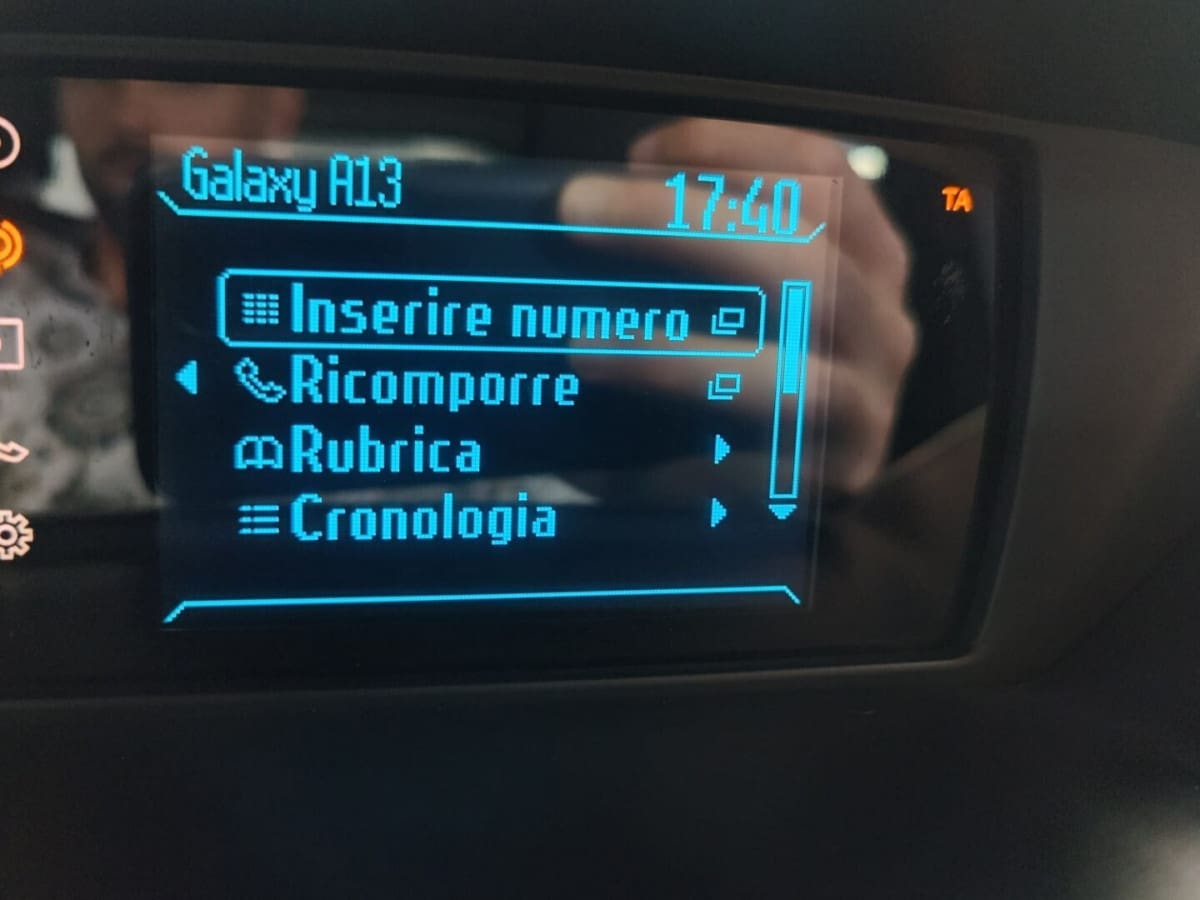 Galaxy A13
17:40
TA
Inserire numero
Ricomporre
Rubrica
Cronologia